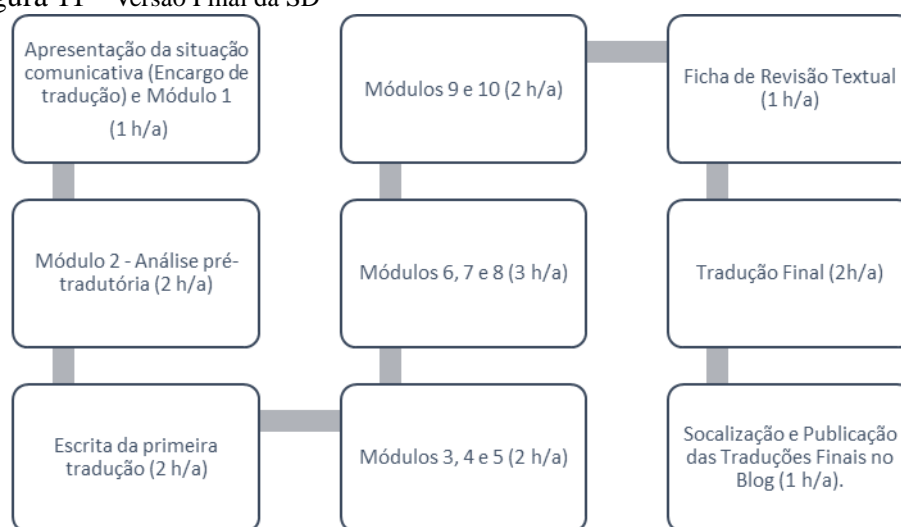 gura 11 – Versão Final da SD
Apresentação da situação
comunicativa (Encargo de
tradução) e Módulo 1
(1 h/a)
Módulo 2 - Análise pré-
tradutória (2 h/a)
Escrita da primeira
tradução (2 h/a)
Módulos 3, 4 e 5 (2 h/a)
Módulos 6, 7 e 8 (3 h/a)
Módulos 9 e 10 (2 h/a)
Ficha de Revisão Textual
(1 h/a)
Tradução Final (2h/a)
Socalização e Publicação
das Traduções Finais no
Blog (1 h/a).